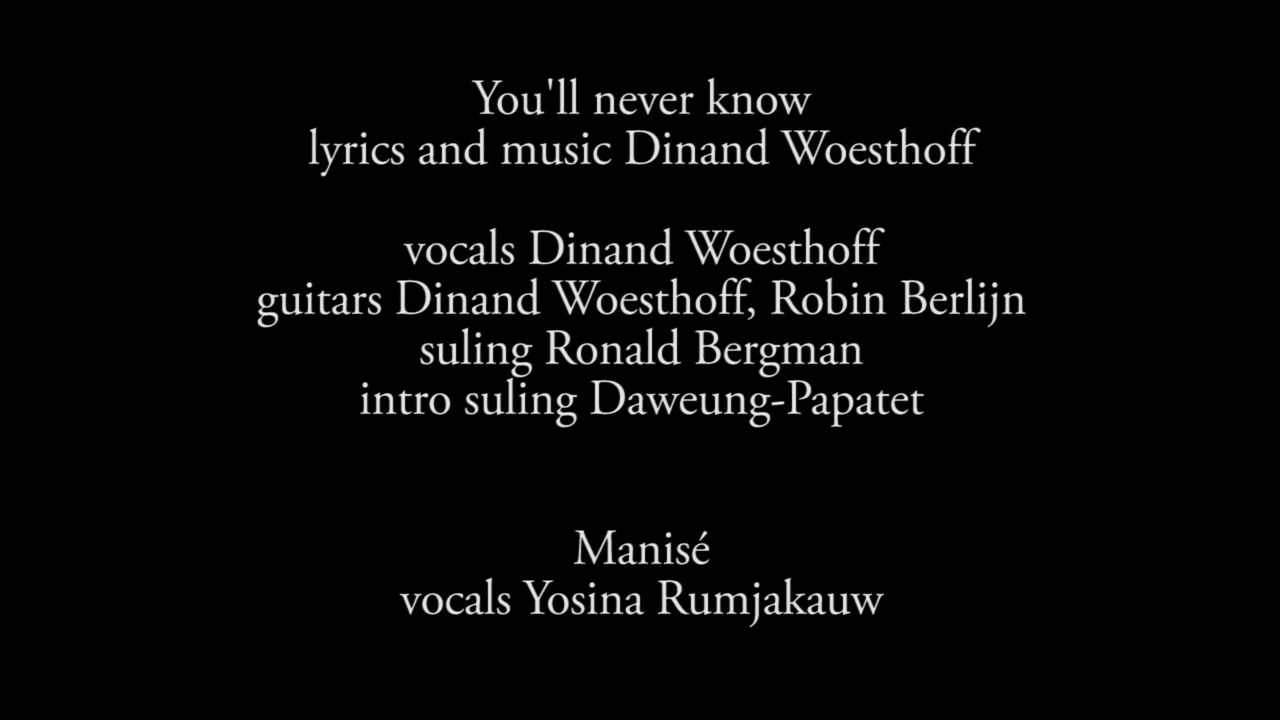 You'll never know
lyrics and music Dinand Woesthoff
vocals Dinand Woesthoff
guitars Dinand Woesthoff, Robin Berlijn
suling Ronald Bergman
intro suling Daweung-Papatet
Manisé
vocals Yosina Rumjakauw